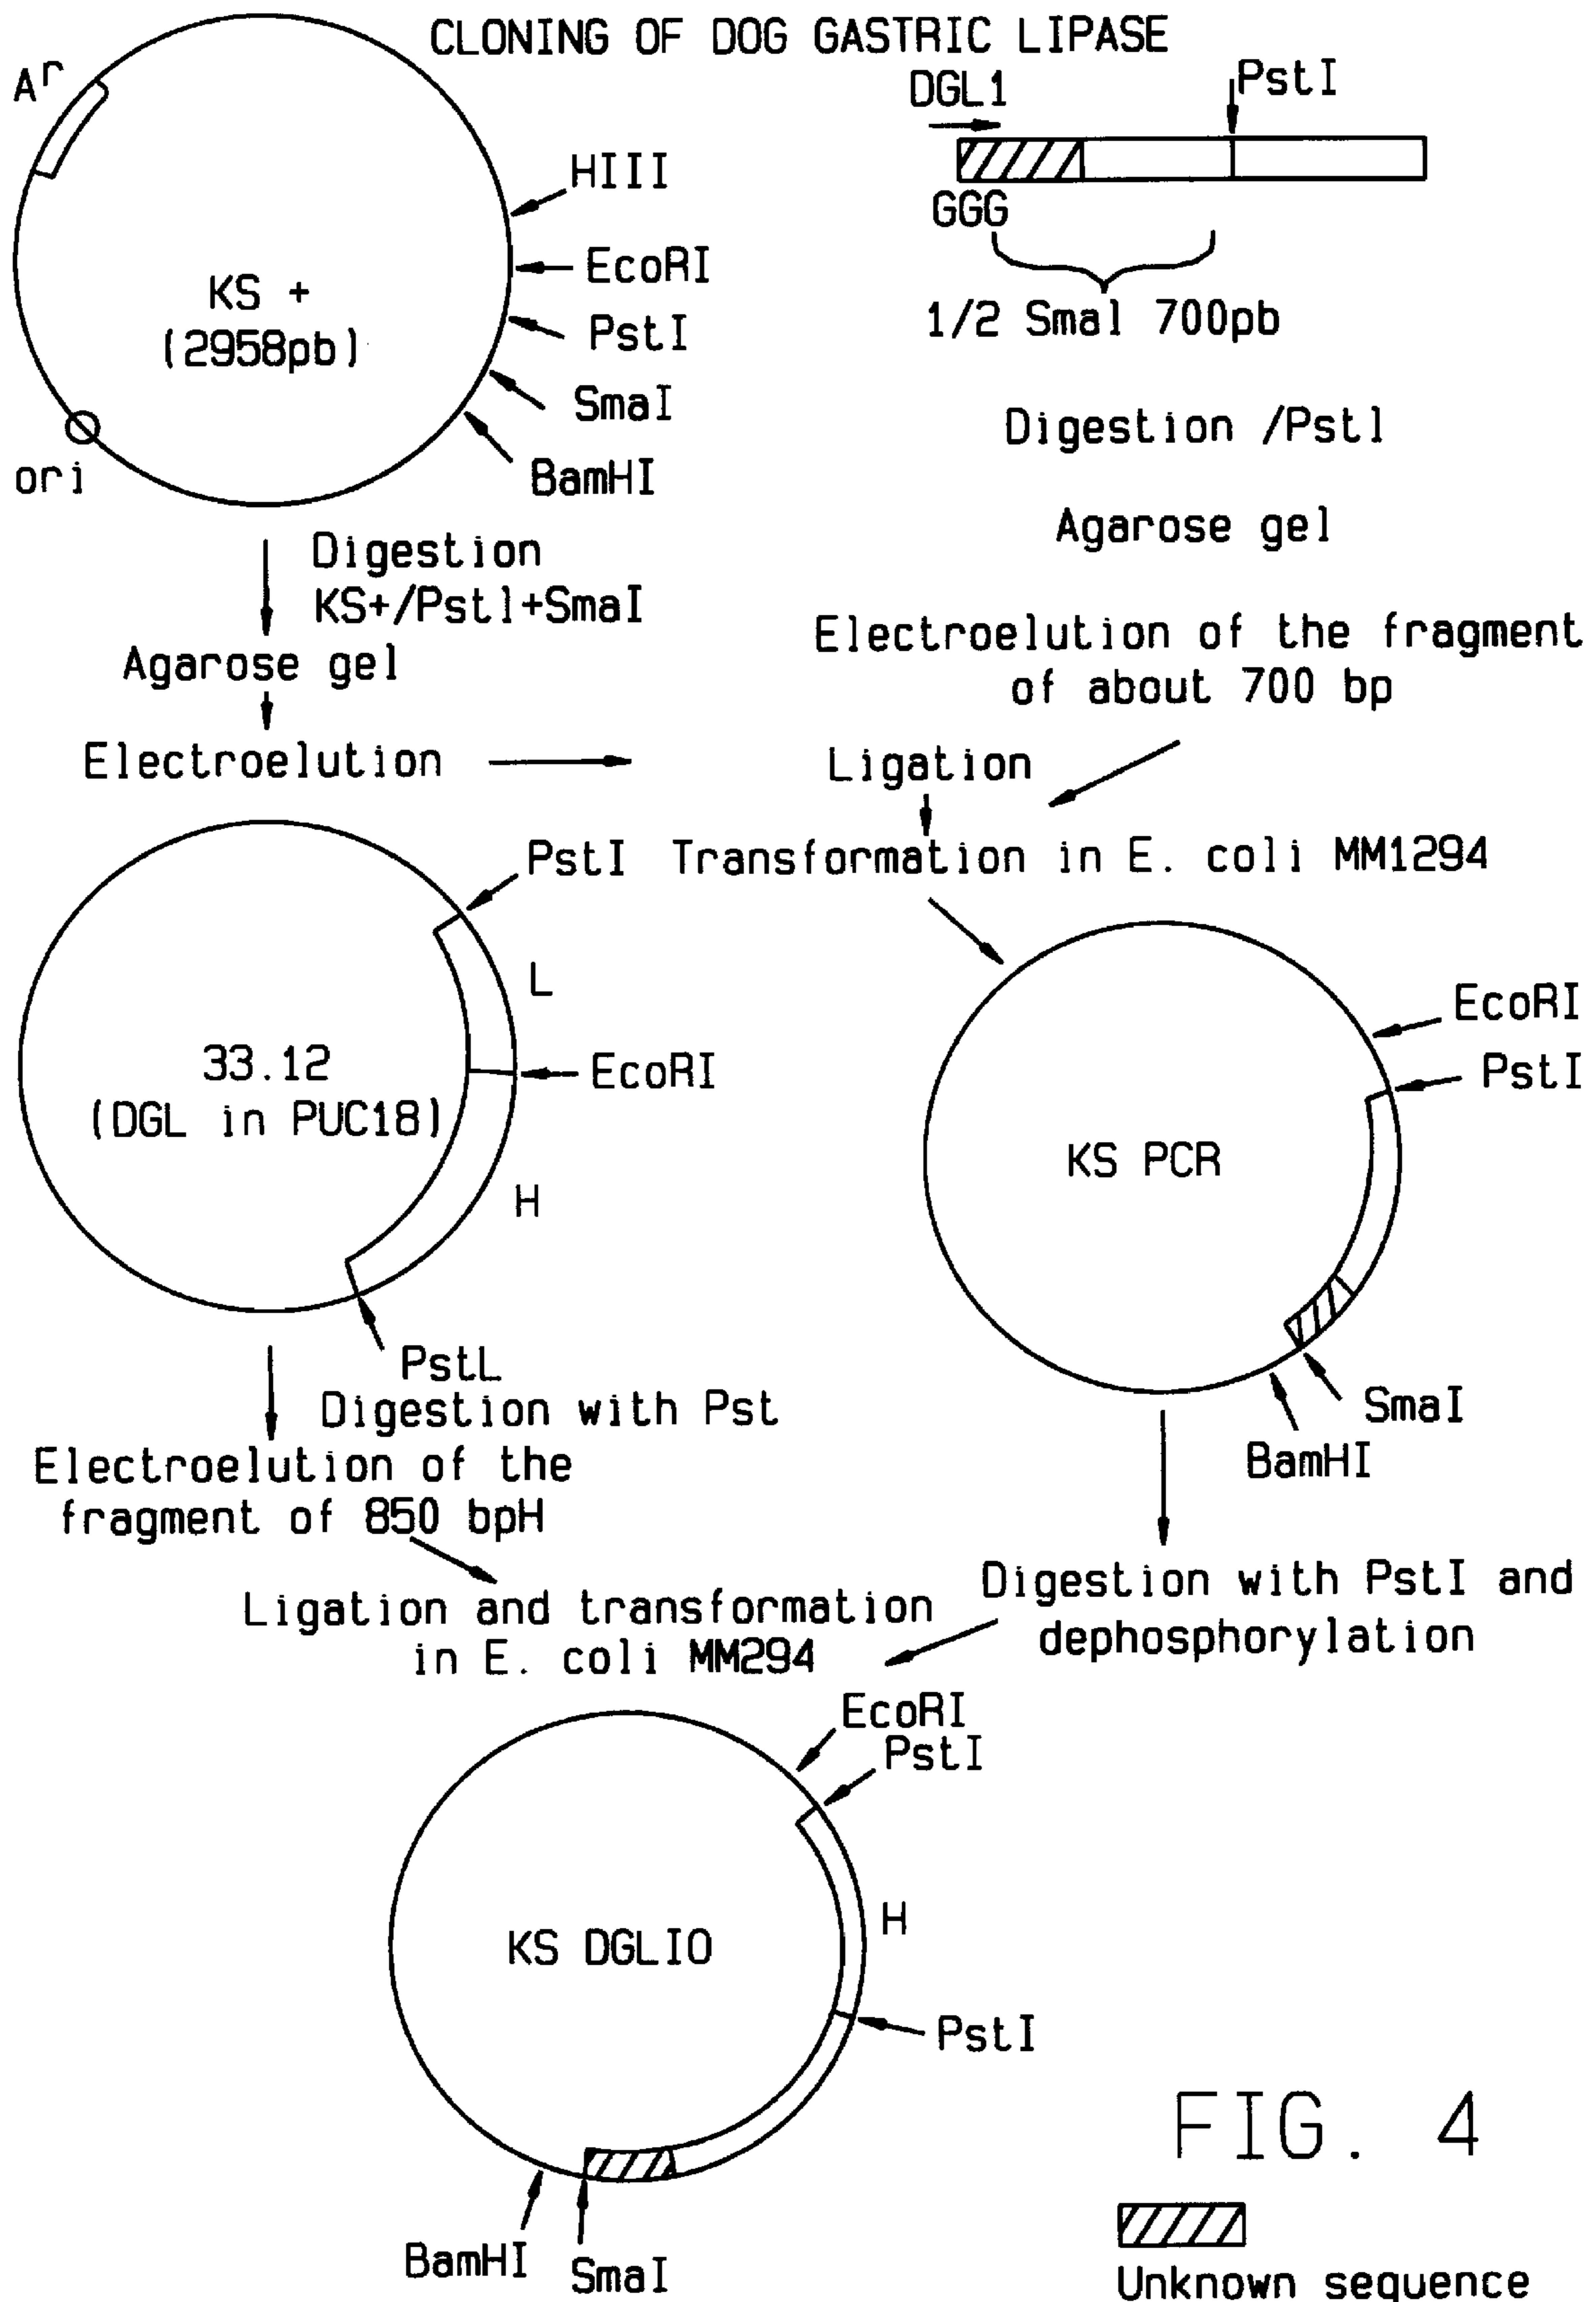 CLONING OF DOG GASTRIC LIPASE
Ar
HIII
EcoRI
PstI
SmaI
BamHI
KS +
(2958pb)
ori
DGL1
PstI
GGG
1/2 Smal 700pb
Digestion /Pstl
Agarose gel
Electroelution of the fragment
of about 700 bp
Digestion
KS+/Pstl+SmaI
Agarose gel
Electroelution
Ligation
Transformation in E. coli MM1294
PstI
L
EcoRI
33.12
(DGL in PUC18)
H
PstL
EcoRI
PstI
KS PCR
SmaI
BamHI
Digestion with Pst
Electroelution of the
fragment of 850 bpH
Digestion with PstI and
dephosphorylation
Ligation and transformation
in E. coli MM294
EcoRI
PstI
H
KS DGLIO
PstI
BamHI
SmaI
FIG. 4
Unknown sequence